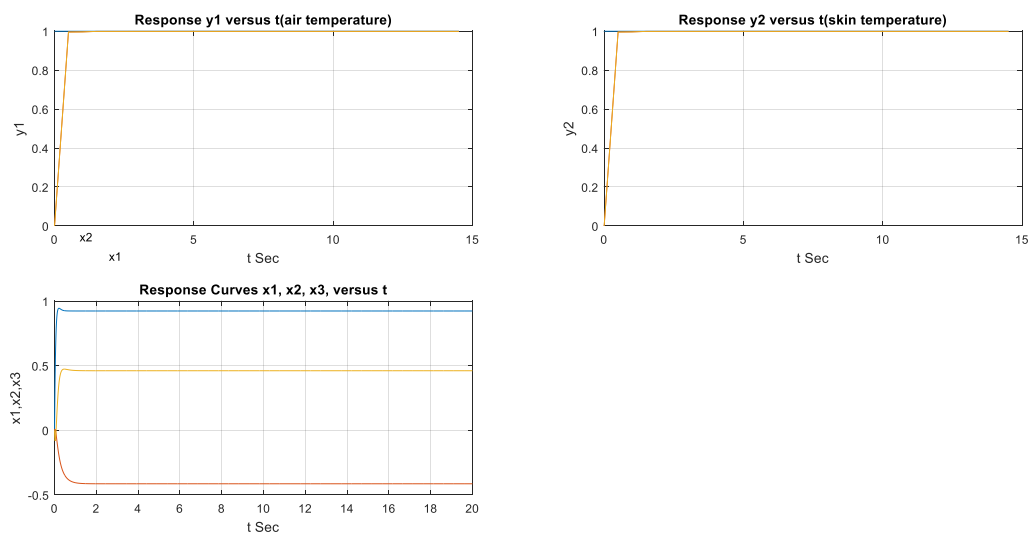 Response y1 versus t(air temperature)
1
0.8
0.6
0.4
0.2
0
y1
0 5 10 15
x2
x1
t Sec
Response y2 versus t(skin temperature)
1
0.8
0.6
0.4
0.2
0
y2
0 5 10 15
t Sec
Response Curves x1, x2, x3, versus t
1
0.5
0
-0.5
x1,x2,x3
0 2 4 6 8 10 12 14 16 18 20
t Sec